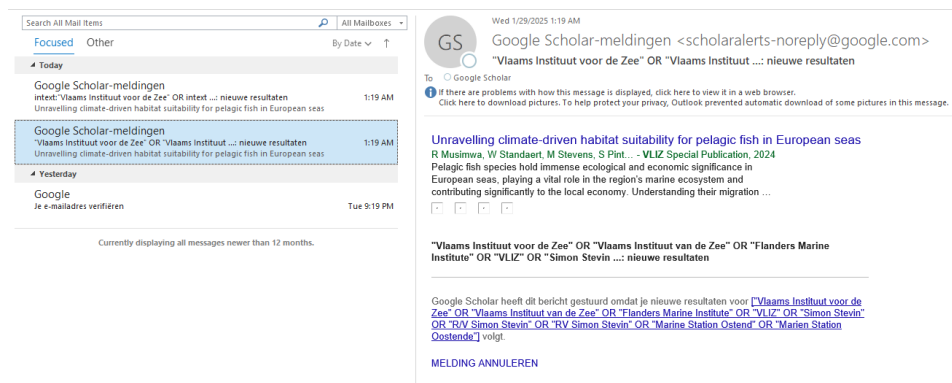 Search All Mail Items
All Mailboxes
Focused Other
By Date
Today
Google Scholar-meldingen
intext:"Vlaams Instituut voor de Zee" OR intext ...: nieuwe resultaten 1:19 AM
Unravelling climate-driven habitat suitability for pelagic fish in European seas
Google Scholar-meldingen
"Vlaams Instituut voor de Zee" OR "Vlaams Instituut ...: nieuwe resultaten 1:19 AM
Unravelling climate-driven habitat suitability for pelagic fish in European seas
Yesterday
Google
Je e-mailadres verifiëren Tue 9:19 PM
Currently displaying all messages newer than 12 months.
Wed 1/29/2025 1:19 AM
GS
Google Scholar-meldingen <scholaralerts-noreply@google.com>
"Vlaams Instituut voor de Zee" OR "Vlaams Instituut ...: nieuwe resultaten
To Google Scholar
If there are problems with how this message is displayed, click here to view it in a web browser.
Click here to download pictures. To help protect your privacy, Outlook prevented automatic download of some pictures in this message.
Unravelling climate-driven habitat suitability for pelagic fish in European seas
R Musimwa, W Standaert, M Stevens, S Pint... - VLIZ Special Publication, 2024
Pelagic fish species hold immense ecological and economic significance in
European seas, playing a vital role in the region's marine ecosystem and
contributing significantly to the local economy. Understanding their migration ...
"Vlaams Instituut voor de Zee" OR "Vlaams Instituut van de Zee" OR "Flanders Marine
Institute" OR "VLIZ" OR "Simon Stevin ...: nieuwe resultaten
Google Scholar heeft dit bericht gestuurd omdat je nieuwe resultaten voor ["Vlaams Instituut voor de
Zee" OR "Vlaams Instituut van de Zee" OR "Flanders Marine Institute" OR "VLIZ" OR "Simon Stevin"
OR "R/V Simon Stevin" OR "RV Simon Stevin" OR "Marine Station Ostend" OR "Marien Station
Oostende"] volgt.
MELDING ANNULEREN